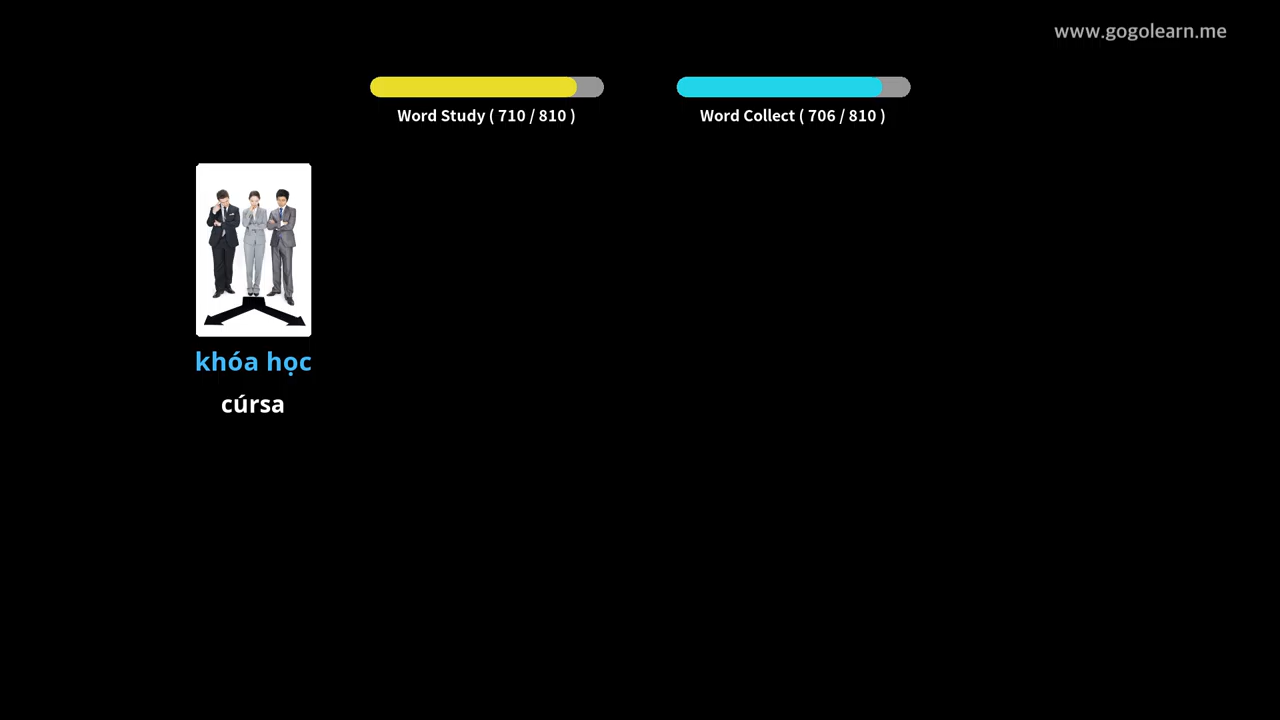 www.gogolearn.me
Word Study ( 710 / 810 )
Word Collect ( 706 / 810 )
khóa học
cúrsa